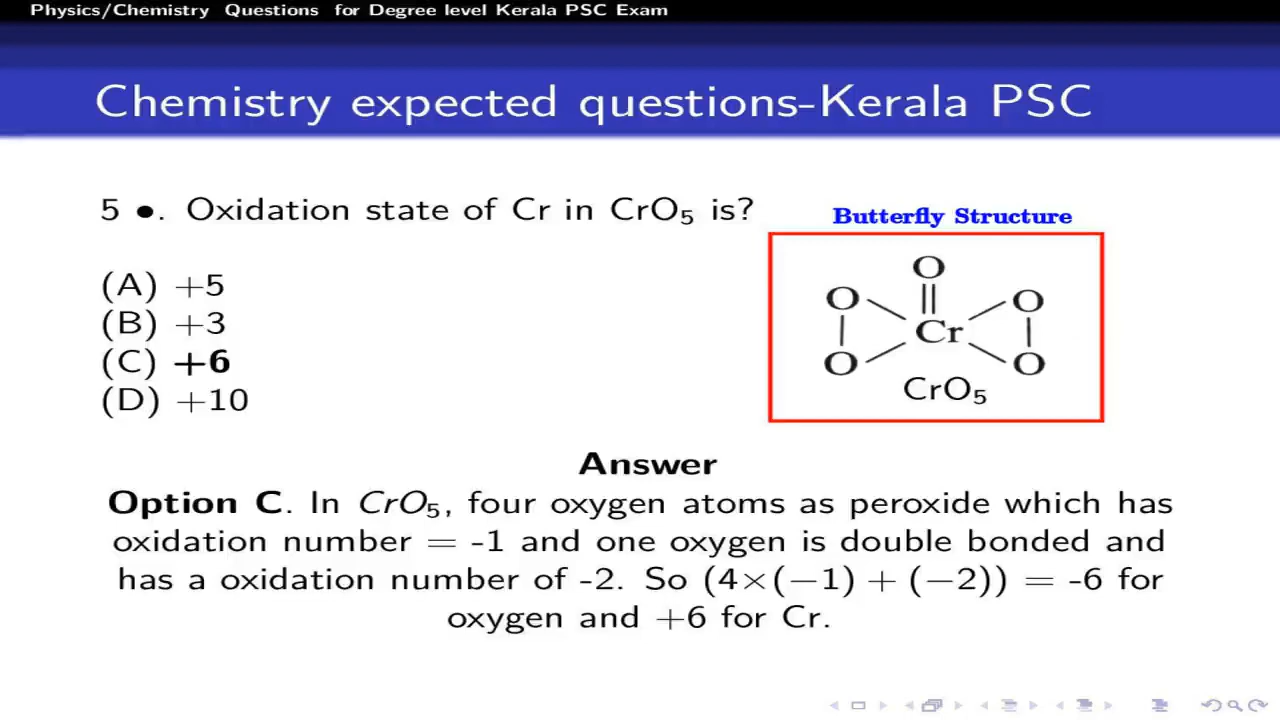 Physics/Chemistry Questions for Degree level Kerala PSC Exam
Chemistry expected questions-Kerala PSC
5 •. Oxidation state of Cr in CrO₅ is?
(A) +5
(B) +3
(C) +6
(D) +10
Butterfly Structure
O
O O
Cr
O O
CrO₅
Answer
Option C. In CrO₅, four oxygen atoms as peroxide which has
oxidation number = -1 and one oxygen is double bonded and
has a oxidation number of -2. So (4×(−1) + (−2)) = -6 for
oxygen and +6 for Cr.